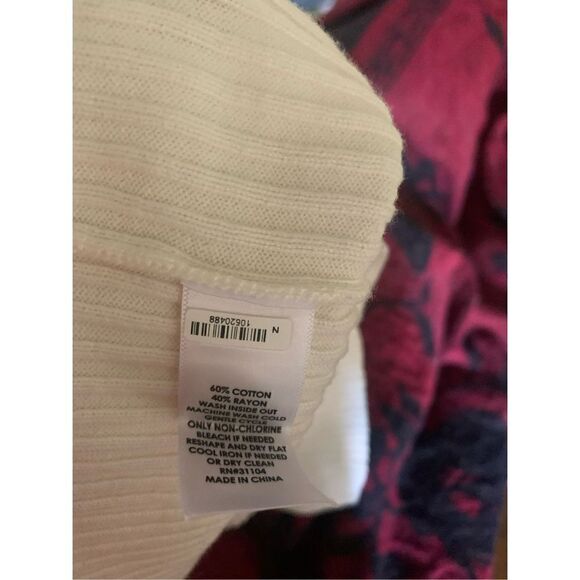 N
10620488
60% COTTON
40% RAYON
WASH INSIDE OUT
MACHINE WASH COLD
GENTLE CYCLE
ONLY NON-CHLORINE
BLEACH IF NEEDED
RESHAPE AND DRY FLAT
COOL IRON IF NEEDED
OR DRY CLEAN
RN#31104
MADE IN CHINA